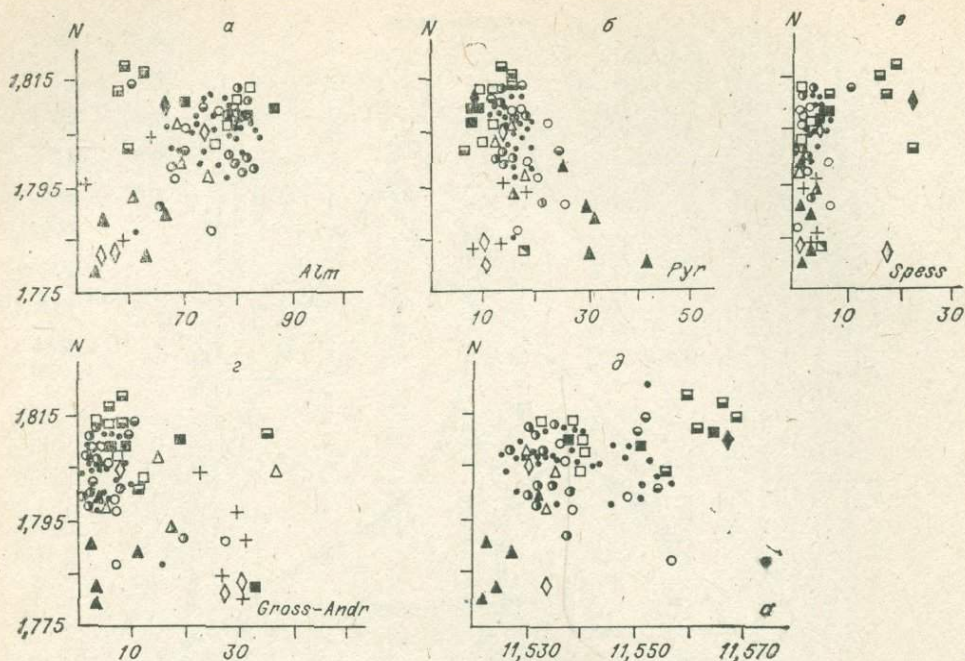 N а
1,815
1,795
1,775
70 90
Alm
N б
10 30 50
Pyr
N в
10 30
Spess
N г
1,815
1,795
1,775
10 30
Gross-Andr
N д
11,530 11,550 11,570
a